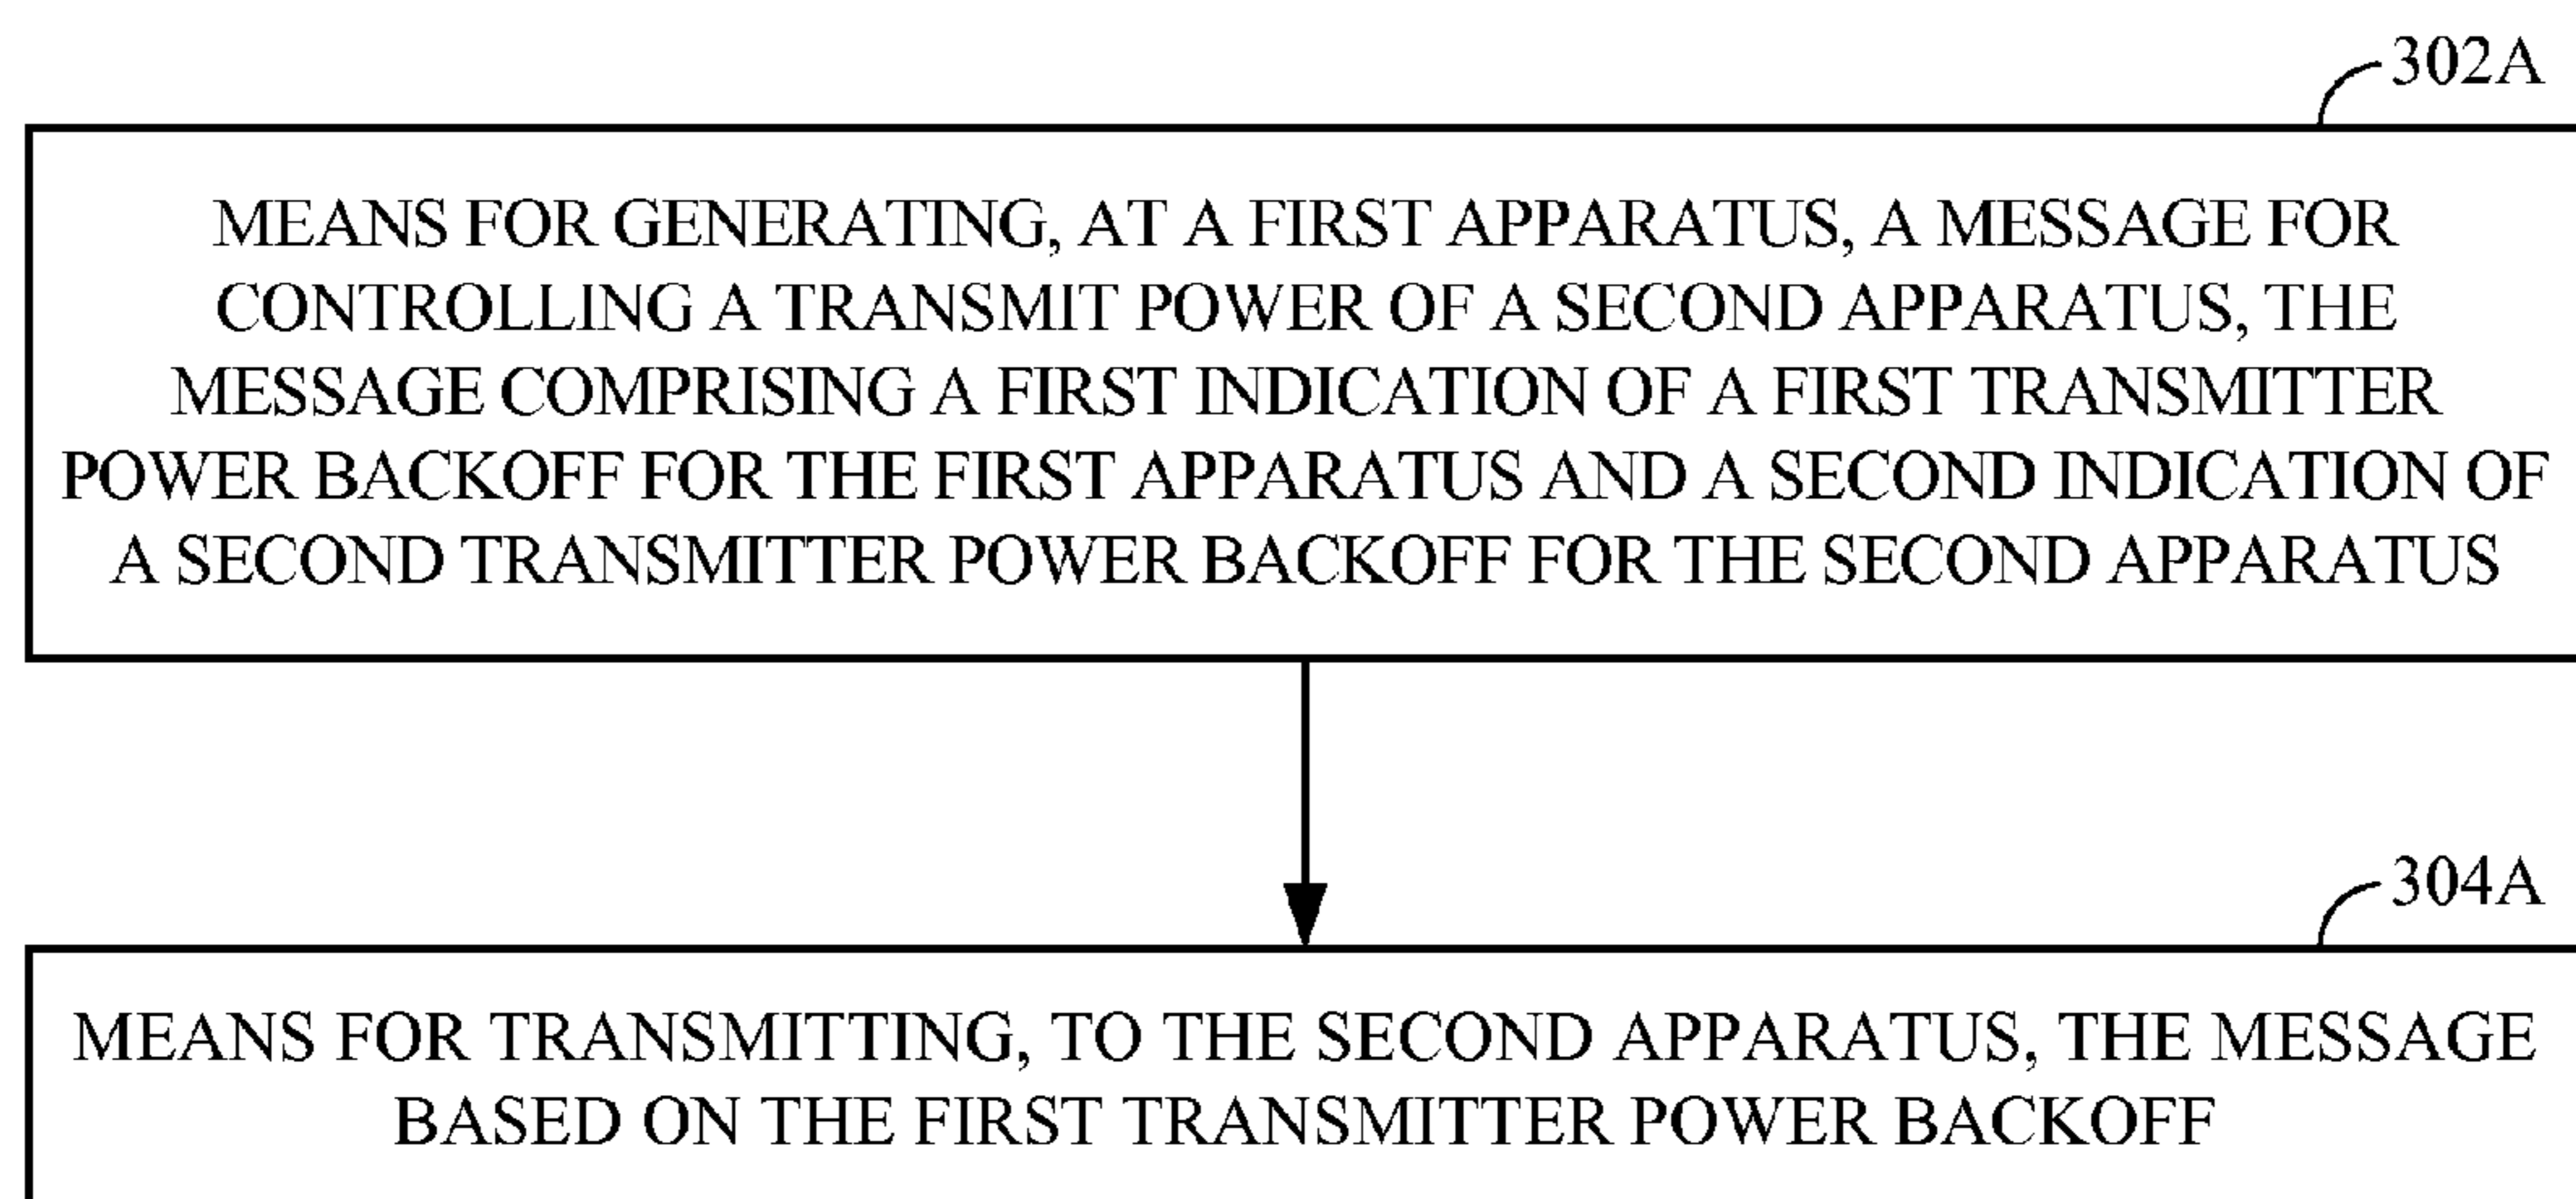 302A
MEANS FOR GENERATING, AT A FIRST APPARATUS, A MESSAGE FOR
CONTROLLING A TRANSMIT POWER OF A SECOND APPARATUS, THE
MESSAGE COMPRISING A FIRST INDICATION OF A FIRST TRANSMITTER
POWER BACKOFF FOR THE FIRST APPARATUS AND A SECOND INDICATION OF
A SECOND TRANSMITTER POWER BACKOFF FOR THE SECOND APPARATUS
304A
MEANS FOR TRANSMITTING, TO THE SECOND APPARATUS, THE MESSAGE
BASED ON THE FIRST TRANSMITTER POWER BACKOFF